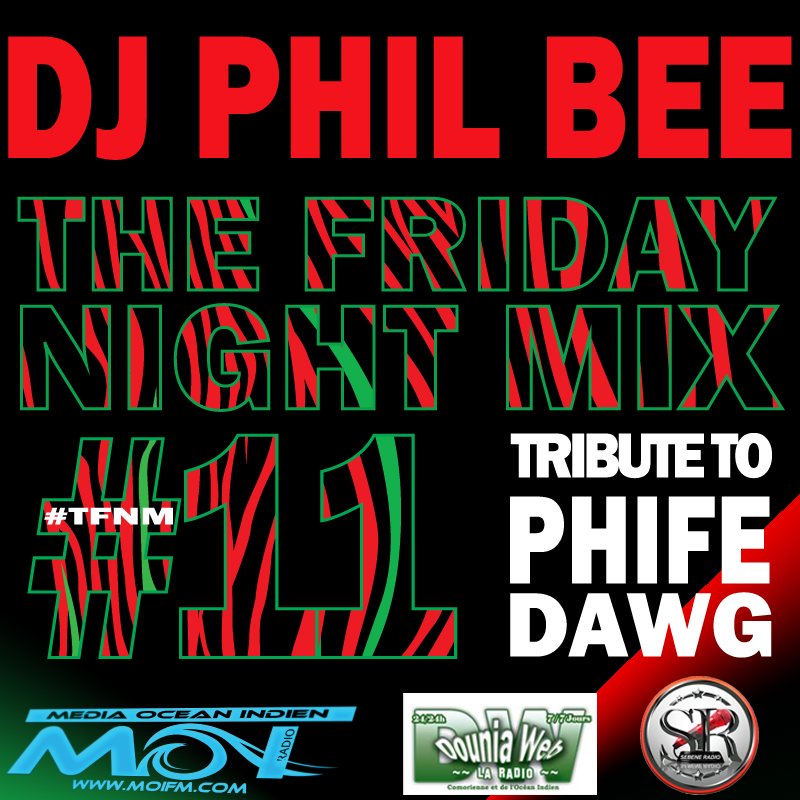 DJ PHIL BEE
THE FRIDAY
NIGHT MIX
#11
#TFNM
TRIBUTE TO
PHIFE
DAWG
MEDIA OCEAN INDIEN
MOI
RADIO
WWW.MOIFM.COM
24/24h
7/7 Jours
DW
Dounia Web
~~ LA RADIO ~~
Comorienne et de l'Océan Indien
SR
SERENE RADIO